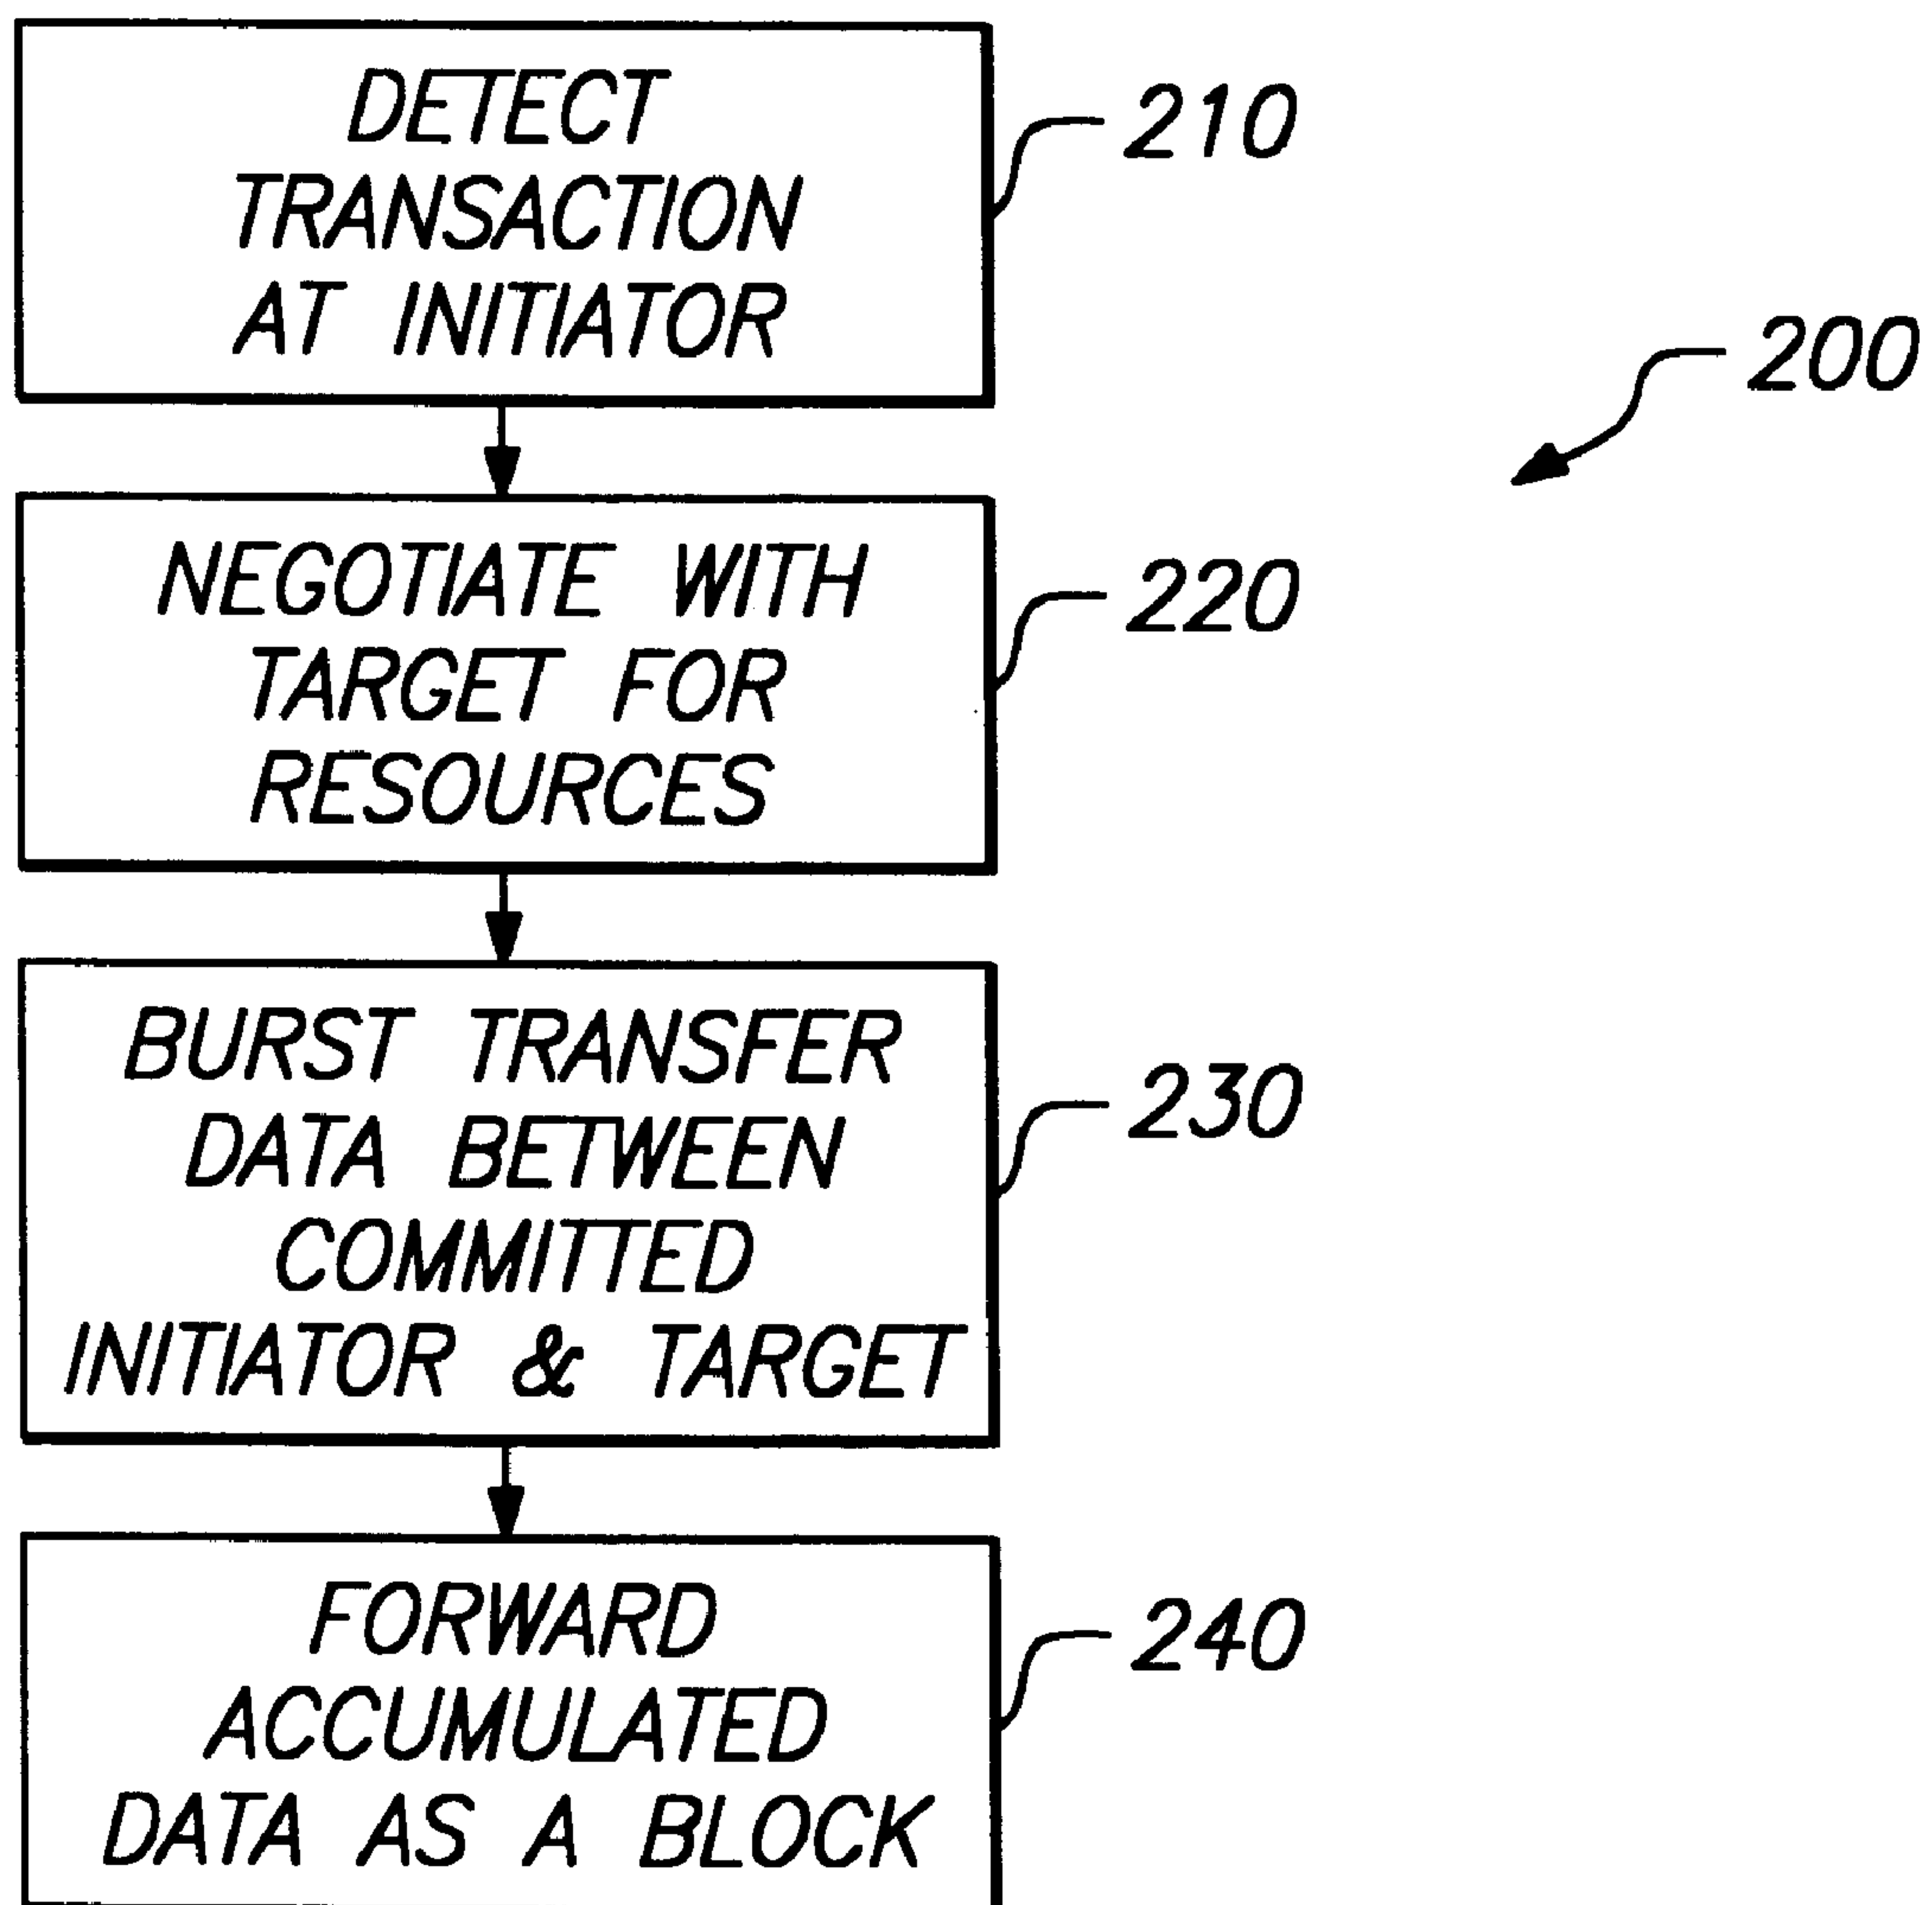 DETECT
TRANSACTION
AT INITIATOR
210
200
NEGOTIATE WITH
TARGET FOR
RESOURCES
220
BURST TRANSFER
DATA BETWEEN
COMMITTED
INITIATOR & TARGET
230
FORWARD
ACCUMULATED
DATA AS A BLOCK
240